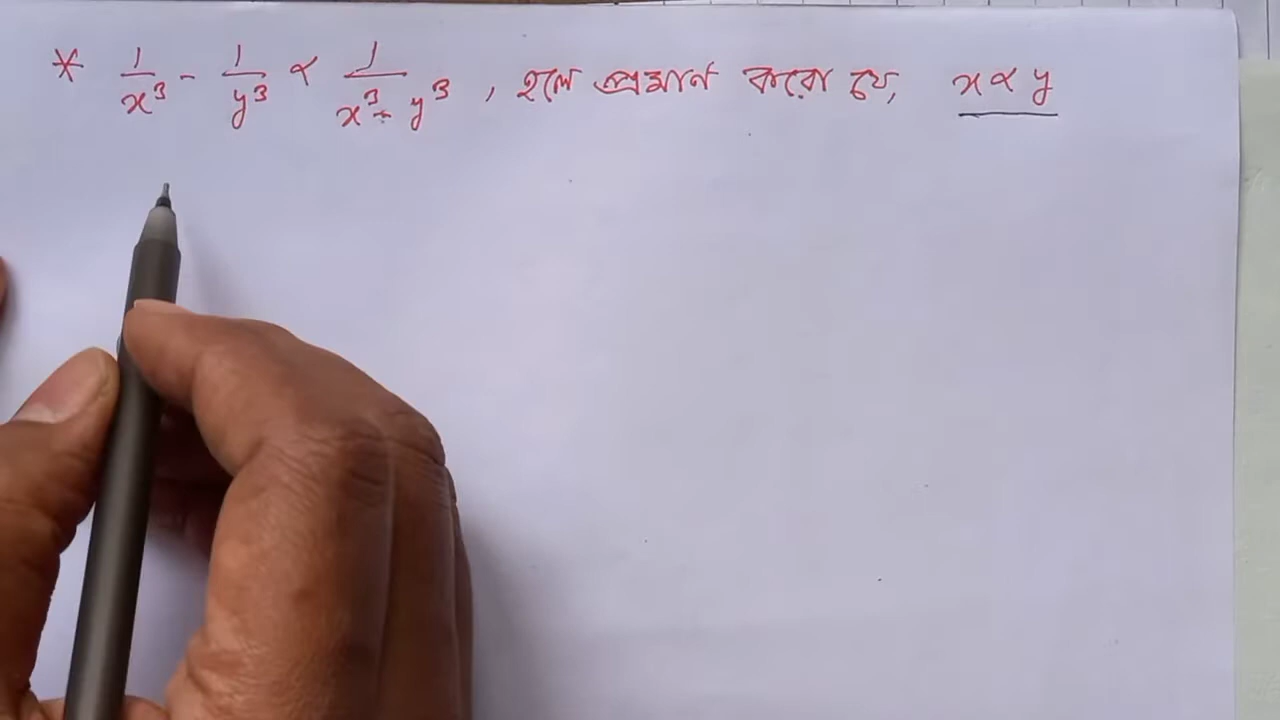 * 1/x³ - 1/y³ ∝ 1/(x³ - y³), হলে প্রমান করো যে, x ∝ y